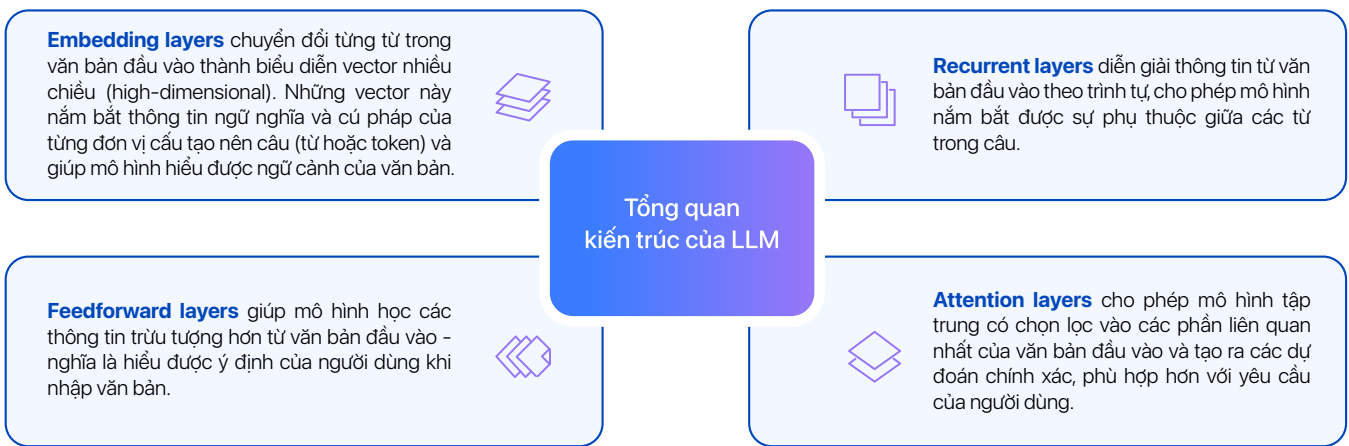 Embedding layers chuyển đổi từng từ trong
văn bản đầu vào thành biểu diễn vector nhiều
chiều (high-dimensional). Những vector này
nắm bắt thông tin ngữ nghĩa và cú pháp của
từng đơn vị cấu tạo nên câu (từ hoặc token) và
giúp mô hình hiểu được ngữ cảnh của văn bản.
Recurrent layers diễn giải thông tin từ văn
bản đầu vào theo trình tự, cho phép mô hình
nắm bắt được sự phụ thuộc giữa các từ
trong câu.
Tổng quan
kiến trúc của LLM
Feedforward layers giúp mô hình học các
thông tin trừu tượng hơn từ văn bản đầu vào -
nghĩa là hiểu được ý định của người dùng khi
nhập văn bản.
Attention layers cho phép mô hình tập
trung có chọn lọc vào các phần liên quan
nhất của văn bản đầu vào và tạo ra các dự
đoán chính xác, phù hợp hơn với yêu cầu
của người dùng.